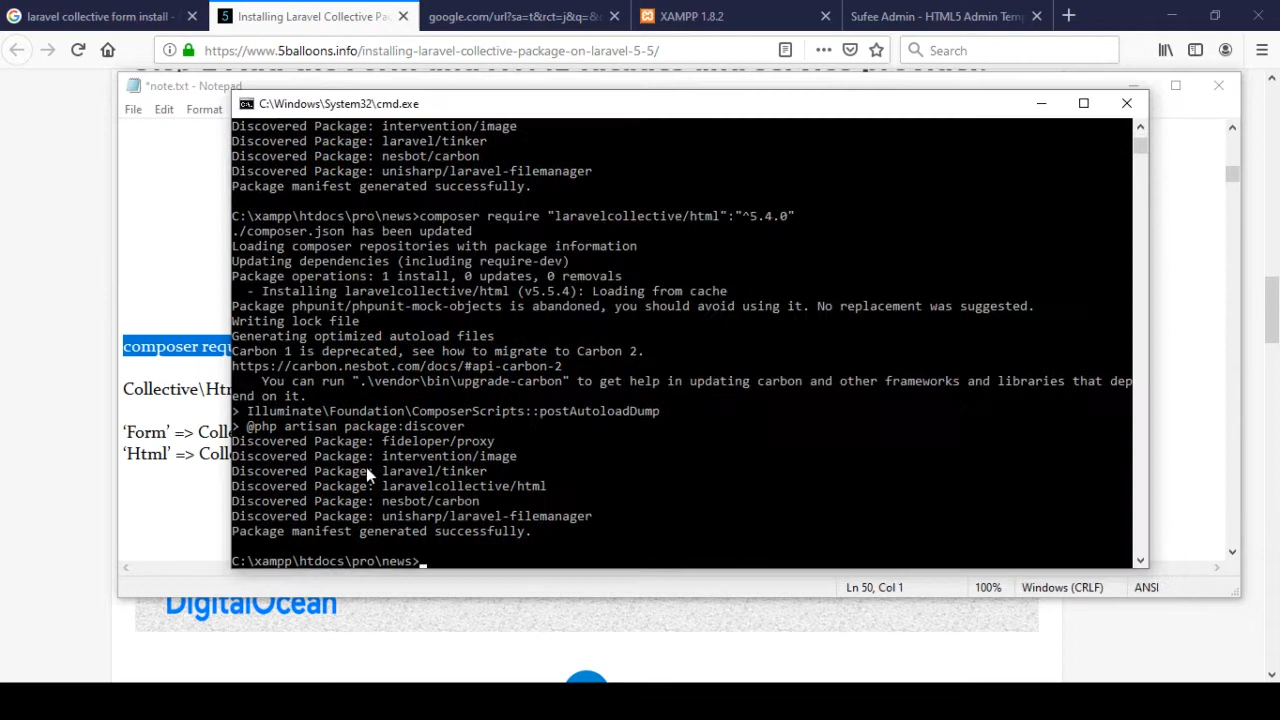 laravel collective form install -
Installing Laravel Collective Pa
google.com/url?sa=t&rct=j&q=&
XAMPP 1.8.2
Sufee Admin - HTML5 Admin Tem
https://www.5balloons.info/installing-laravel-collective-package-on-laravel-5-5/
Search
*note.txt - Notepad
File Edit Format
C:\Windows\System32\cmd.exe
Discovered Package: intervention/image
Discovered Package: laravel/tinker
Discovered Package: nesbot/carbon
Discovered Package: unisharp/laravel-filemanager
Package manifest generated successfully.
C:\xampp\htdocs\pro\news>composer require "laravelcollective/html":"^5.4.0"
./composer.json has been updated
Loading composer repositories with package information
Updating dependencies (including require-dev)
Package operations: 1 install, 0 updates, 0 removals
- Installing laravelcollective/html (v5.5.4): Loading from cache
Package phpunit/phpunit-mock-objects is abandoned, you should avoid using it. No replacement was suggested.
Writing lock file
Generating optimized autoload files
Carbon 1 is deprecated, see how to migrate to Carbon 2.
https://carbon.nesbot.com/docs/#api-carbon-2
You can run ".\vendor\bin\upgrade-carbon" to get help in updating carbon and other frameworks and libraries that dep
end on it.
> Illuminate\Foundation\ComposerScripts::postAutoloadDump
> @php artisan package:discover
Discovered Package: fideloper/proxy
Discovered Package: intervention/image
Discovered Package: laravel/tinker
Discovered Package: laravelcollective/html
Discovered Package: nesbot/carbon
Discovered Package: unisharp/laravel-filemanager
Package manifest generated successfully.
C:\xampp\htdocs\pro\news>
composer requ
Collective\Htm
‘Form’ => Coll
‘Html’ => Coll
Ln 50, Col 1
100%
Windows (CRLF)
ANSI
DigitalOcean